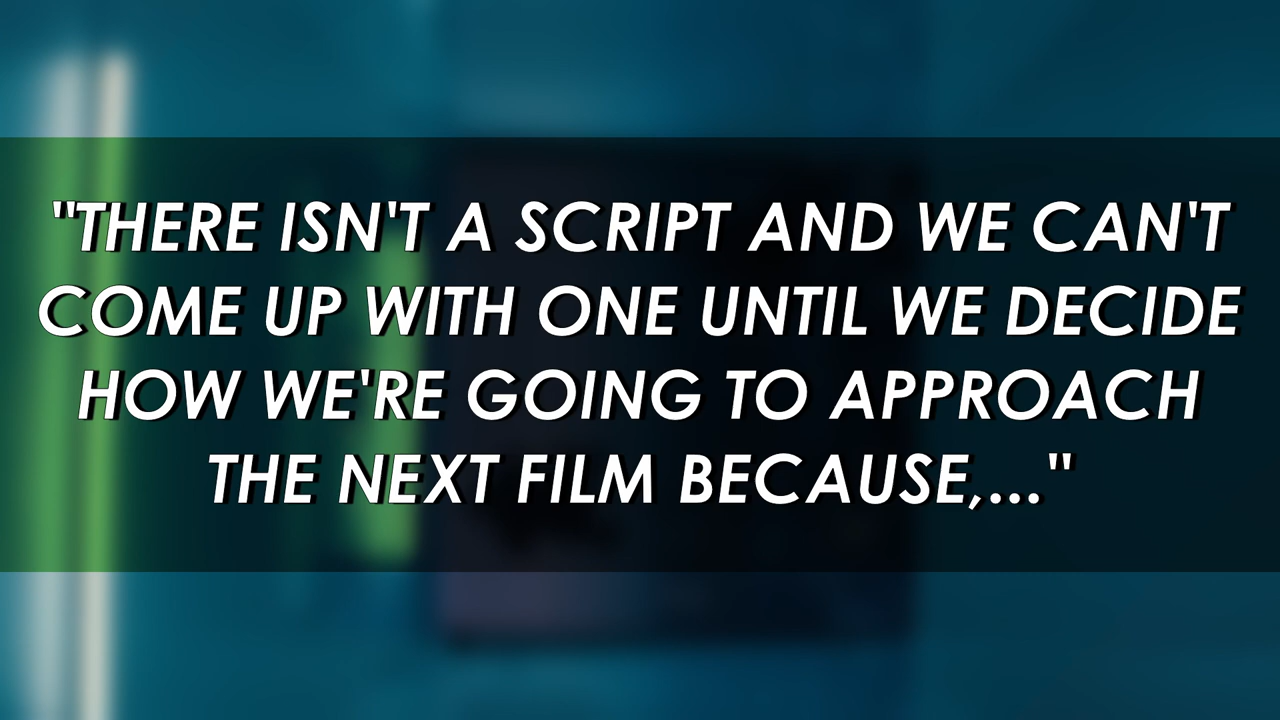 "THERE ISN'T A SCRIPT AND WE CAN'T
COME UP WITH ONE UNTIL WE DECIDE
HOW WE'RE GOING TO APPROACH
THE NEXT FILM BECAUSE,..."